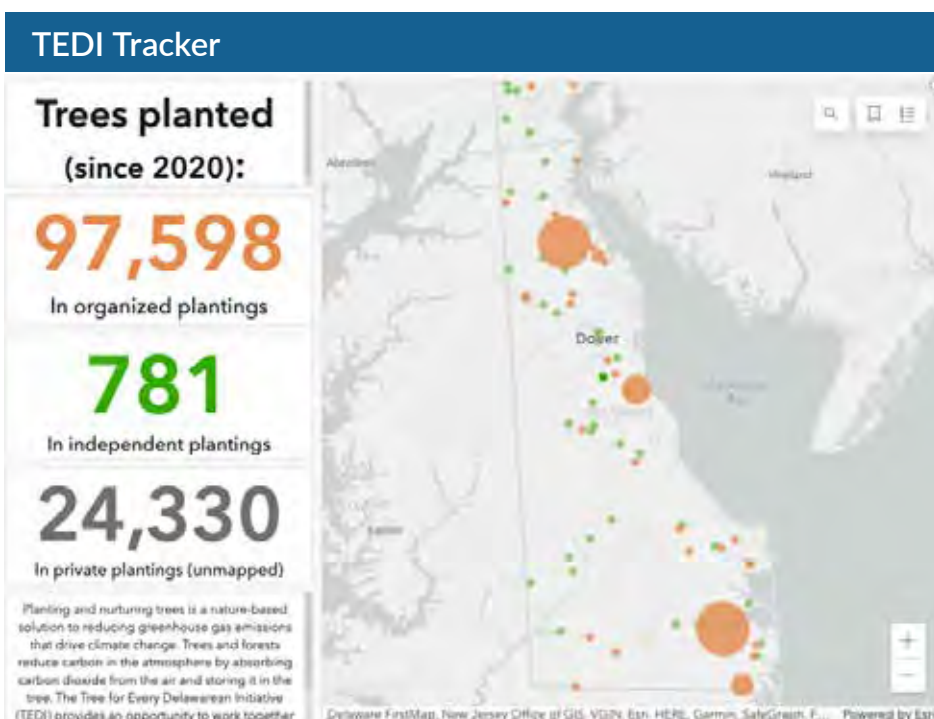 TEDI Tracker
Trees planted
(since 2020):
97,598
In organized plantings
781
In independent plantings
24,330
In private plantings (unmapped)
Planting and nurturing trees is a nature-based
solution to reducing greenhouse gas emissions
that drive climate change. Trees and forests
reduce carbon in the atmosphere by absorbing
carbon dioxide from the air and storing it in the
tree. The Tree for Every Delawarean Initiative
(TEDI) provides an opportunity to work together
Aberdeen
Vineland
Dover
Easton
+
−
Delaware FirstMap, New Jersey Office of GIS, VGIN, Esri, HERE, Garmin, SafeGraph, F... Powered by Esri